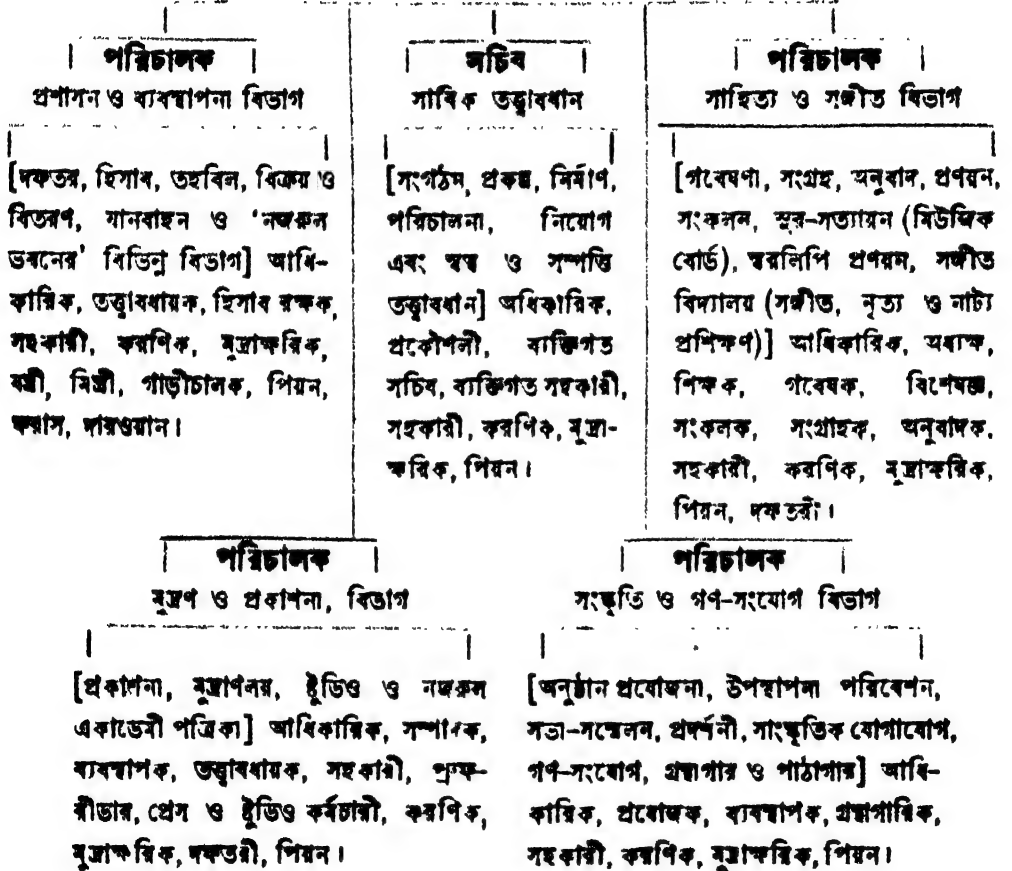 পরিচালক
প্রশাসন ও ব্যবস্থাপনা বিভাগ
[দফতর, হিসাব, তহবিল, বিক্রয় ও
বিতরণ, যানবাহন ও ‘নজরুল
ভবনের’ বিভিন্ন বিভাগ] আধি-
কারিক, তত্ত্বাবধায়ক, হিসাব রক্ষক,
সহকারী, করণিক, মুদ্রাক্ষরিক,
যন্ত্রী, মিস্ত্রী, গাড়ীচালক, পিয়ন,
ফরাস, দারওয়ান।
সচিব
সার্বিক তত্ত্বাবধান
[সংগঠন, প্রকল্প, নির্মাণ,
পরিচালনা, নিয়োগ
এবং স্বত্ব ও সম্পত্তি
তত্ত্বাবধান] অধিকারিক,
প্রকৌশলী, ব্যক্তিগত
সচিব, ব্যক্তিগত সহকারী,
সহকারী, করণিক, মুদ্রা-
ক্ষরিক, পিয়ন।
পরিচালক
সাহিত্য ও সঙ্গীত বিভাগ
[গবেষণা, সংগ্রহ, অনুবাদ, প্রণয়ন,
সংকলন, সুর-সত্যায়ন (মিউজিক
বোর্ড), স্বরলিপি প্রণয়ন, সঙ্গীত
বিদ্যালয় (সঙ্গীত, নৃত্য ও নাট্য
প্রশিক্ষণ)] আধিকারিক, অধ্যক্ষ,
শিক্ষক, গবেষক, বিশেষজ্ঞ,
সংকলক, সংগ্রাহক, অনুবাদক,
সহকারী, করণিক, মুদ্রাক্ষরিক,
পিয়ন, দফতরী।
পরিচালক
মুদ্রণ ও প্রকাশনা, বিভাগ
[প্রকাশনা, মুদ্রাণলয়, ষ্টুডিও ও নজরুল
একাডেমী পত্রিকা] আধিকারিক, সম্পাদক,
ব্যবস্থাপক, তত্ত্বাবধায়ক, সহকারী, প্রুফ-
রীডার, প্রেস ও ষ্টুডিও কর্মচারী, করণিক,
মুদ্রাক্ষরিক, দফতরী, পিয়ন।
পরিচালক
সংস্কৃতি ও গণ-সংযোগ বিভাগ
[অনুষ্ঠান প্রযোজনা, উপস্থাপনা পরিবেশন,
সভা-সম্মেলন, প্রদর্শনী, সাংস্কৃতিক যোগাযোগ,
গণ-সংযোগ, গ্রন্থাগার ও পাঠাগার] আধি-
কারিক, প্রযোজক, ব্যবস্থাপক, গ্রন্থাগারিক,
সহকারী, করণিক, মুদ্রাক্ষরিক, পিয়ন।